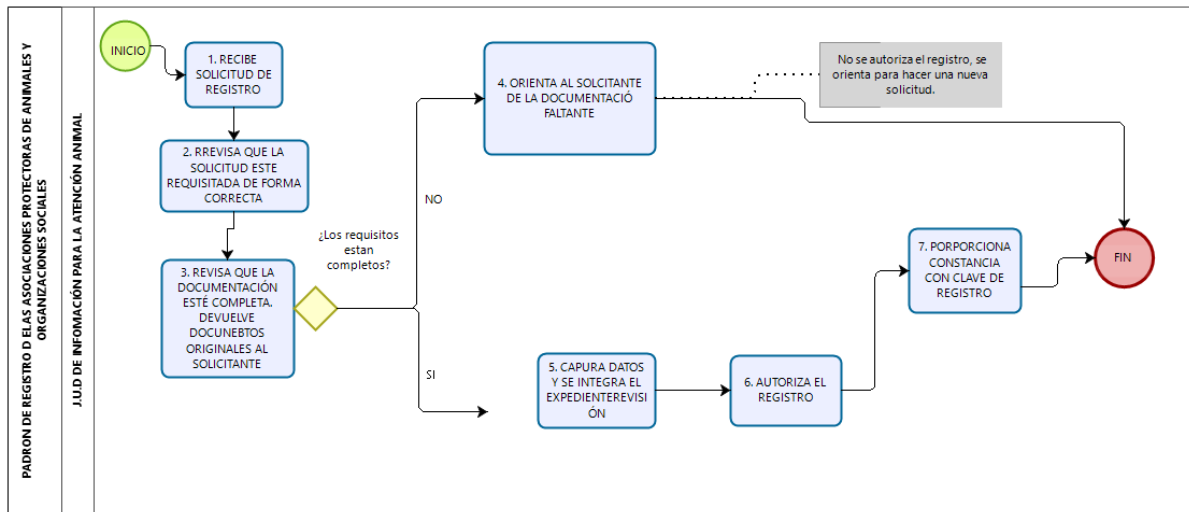 PADRON DE REGISTRO D ELAS ASOCIACIONES PROTECTORAS DE ANIMALES Y
ORGANIZACIONES SOCIALES
J.U.D DE INFOMACIÓN PARA LA ATENCIÓN ANIMAL
INICIO
1. RECIBE
SOLICITUD DE
REGISTRO
2. RREVISA QUE LA
SOLICITUD ESTE
REQUISITADA DE FORMA
CORRECTA
3. REVISA QUE LA
DOCUMENTACIÓN
ESTÉ COMPLETA.
DEVUELVE
DOCUNEBTOS
ORIGINALES AL
SOLICITANTE
¿Los requisitos
estan
completos?
NO
SI
4. ORIENTA AL SOLCITANTE
DE LA DOCUMENTACIÓ
FALTANTE
No se autoriza el registro, se
orienta para hacer una nueva
solicitud.
5. CAPURA DATOS
Y SE INTEGRA EL
EXPEDIENTEREVISI
ÓN
6. AUTORIZA EL
REGISTRO
7. PORPORCIONA
CONSTANCIA
CON CLAVE DE
REGISTRO
FIN